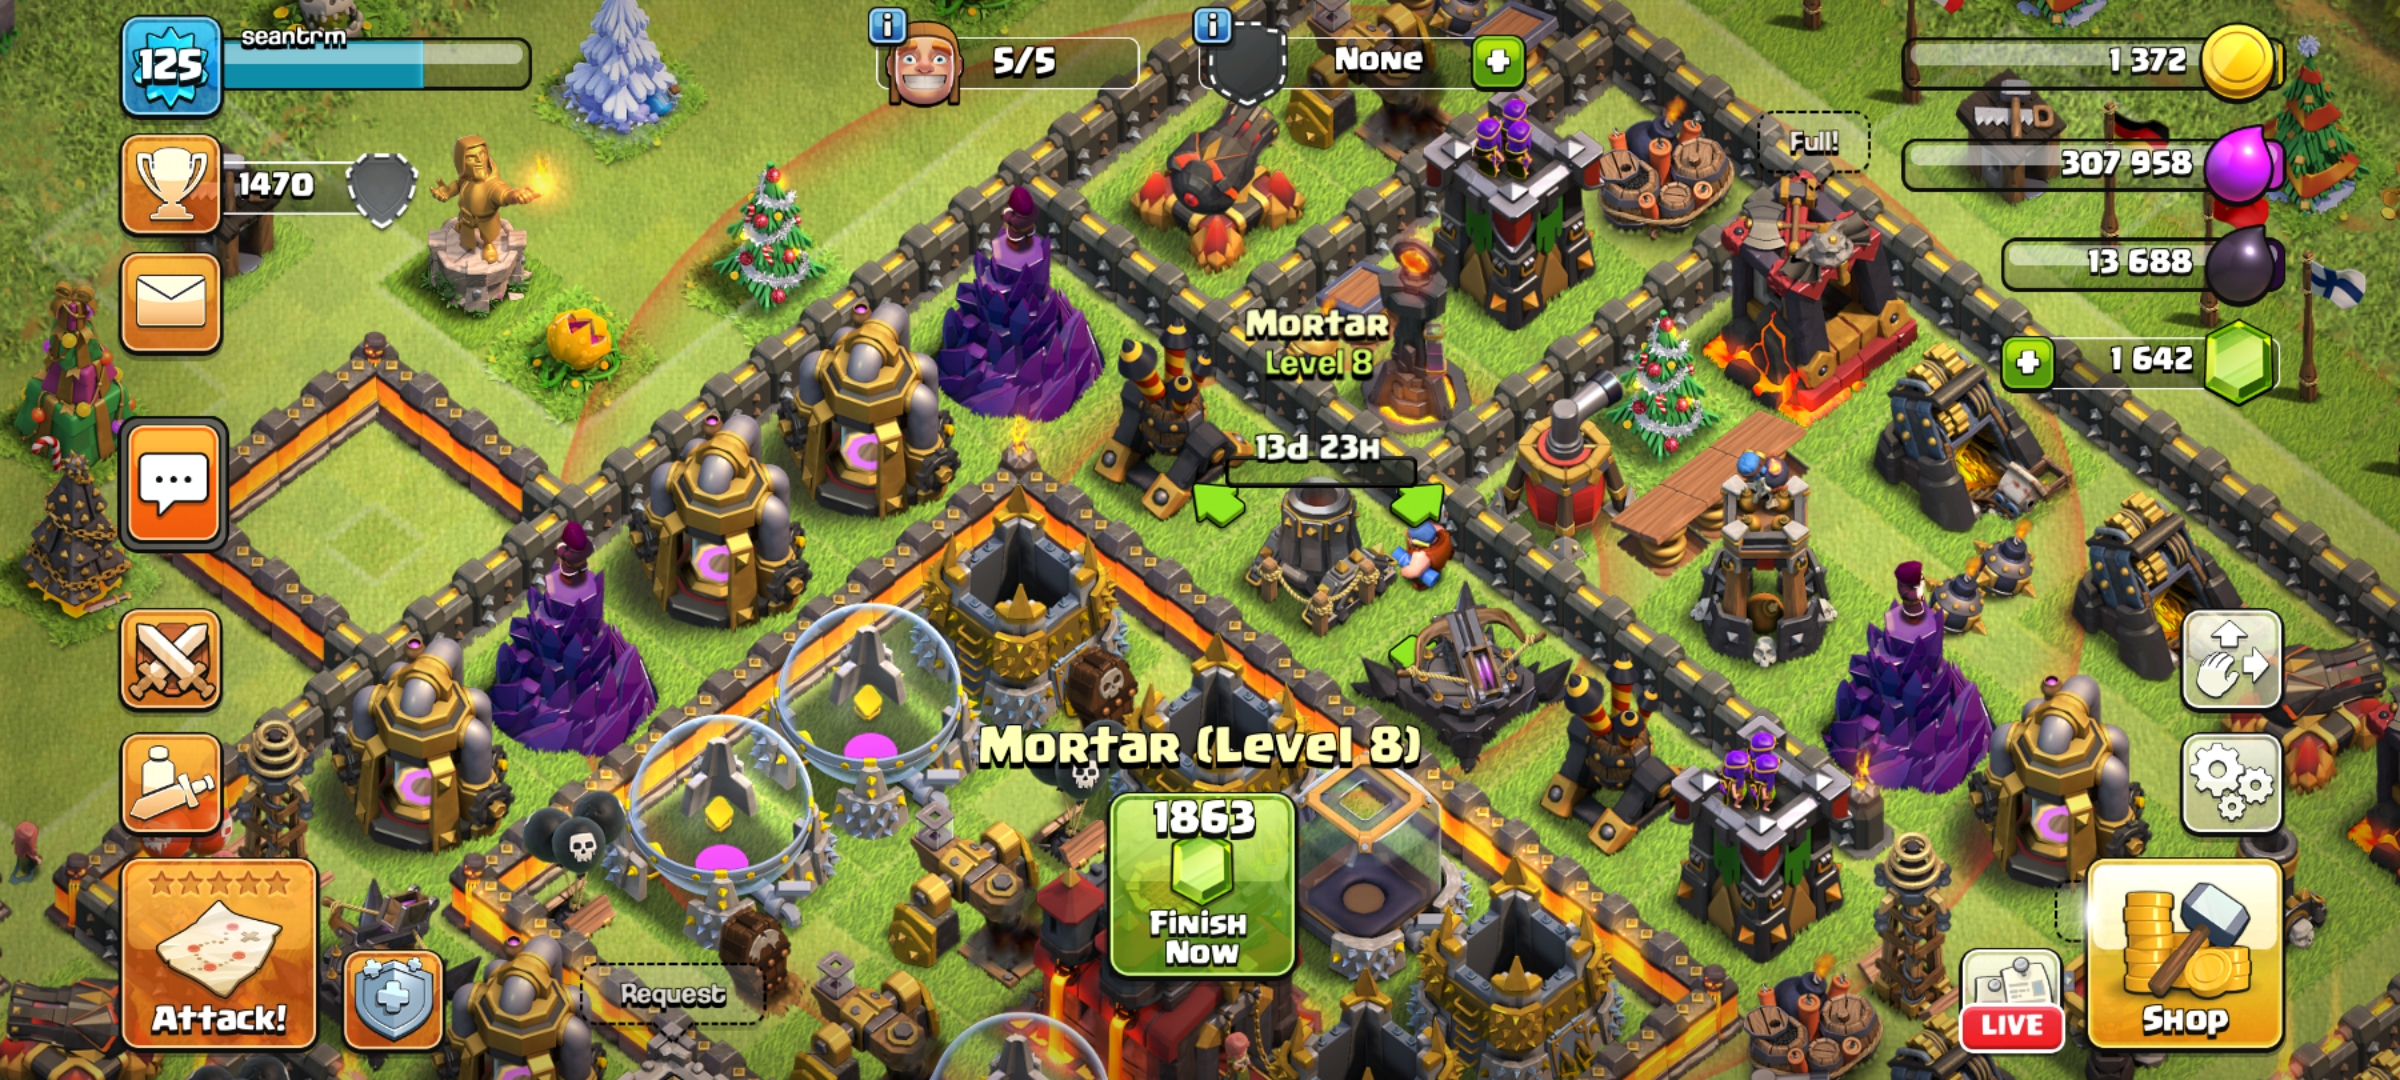 seantrm
125
5/5
None
1 372
Full!
307 958
1470
13 688
Mortar
Level 8
1 642
13d 23h
Mortar (Level 8)
1863
Finish
Now
Request
Attack!
LIVE
Shop